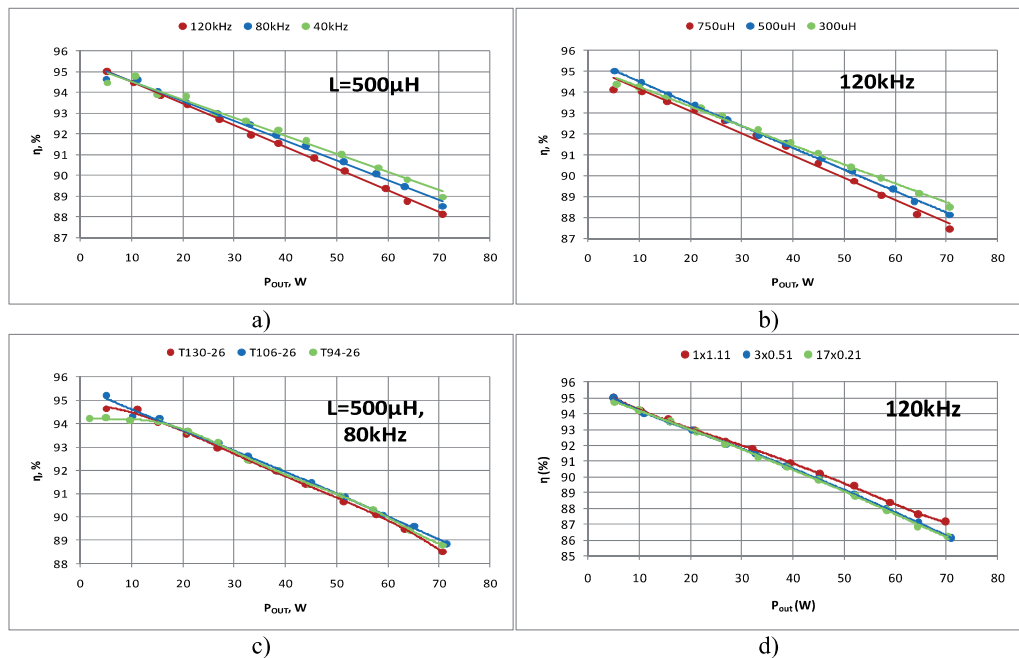 120kHz 80kHz 40kHz
96
95
94
93
92
91
90
89
88
87
η, %
L=500µH
0 10 20 30 40 50 60 70 80
POUT, W
a)
750uH 500uH 300uH
96
95
94
93
92
91
90
89
88
87
η, %
120kHz
0 10 20 30 40 50 60 70 80
POUT, W
b)
T130-26 T106-26 T94-26
96
95
94
93
92
91
90
89
88
η, %
L=500µH,
80kHz
0 10 20 30 40 50 60 70 80
POUT, W
c)
1x1.11 3x0.51 17x0.21
96
95
94
93
92
91
90
89
88
87
86
85
η (%)
120kHz
0 10 20 30 40 50 60 70 80
Pout (W)
d)